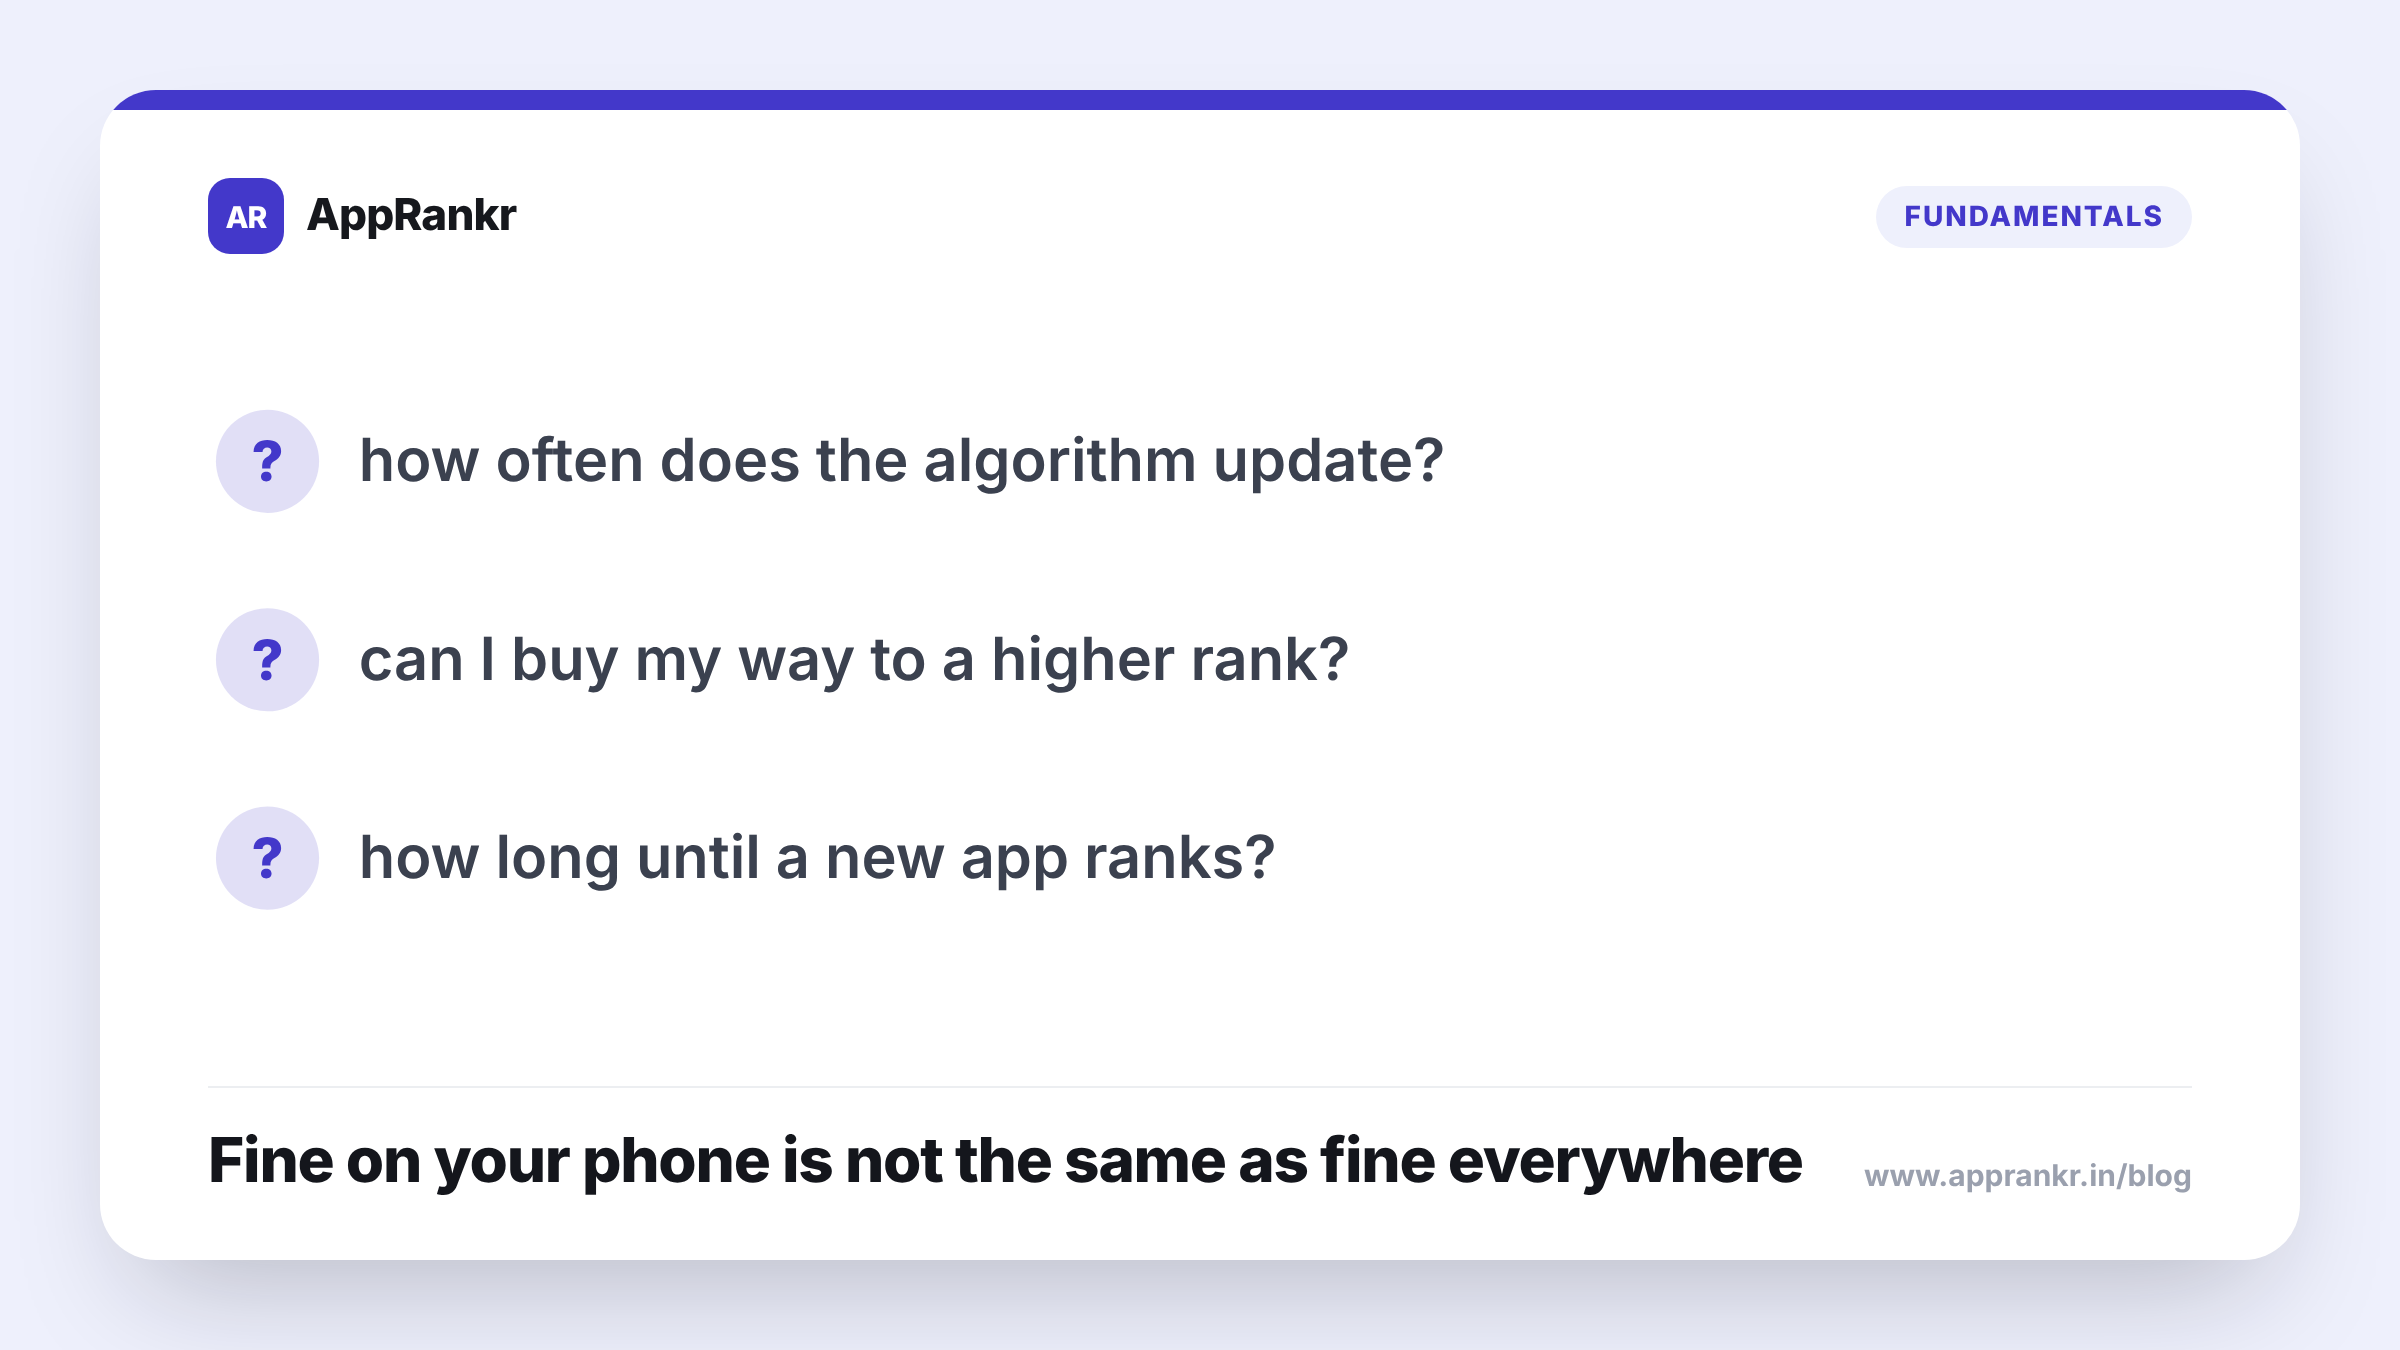 AR AppRankr
FUNDAMENTALS
? how often does the algorithm update?
? can I buy my way to a higher rank?
? how long until a new app ranks?
Fine on your phone is not the same as fine everywhere
www.apprankr.in/blog